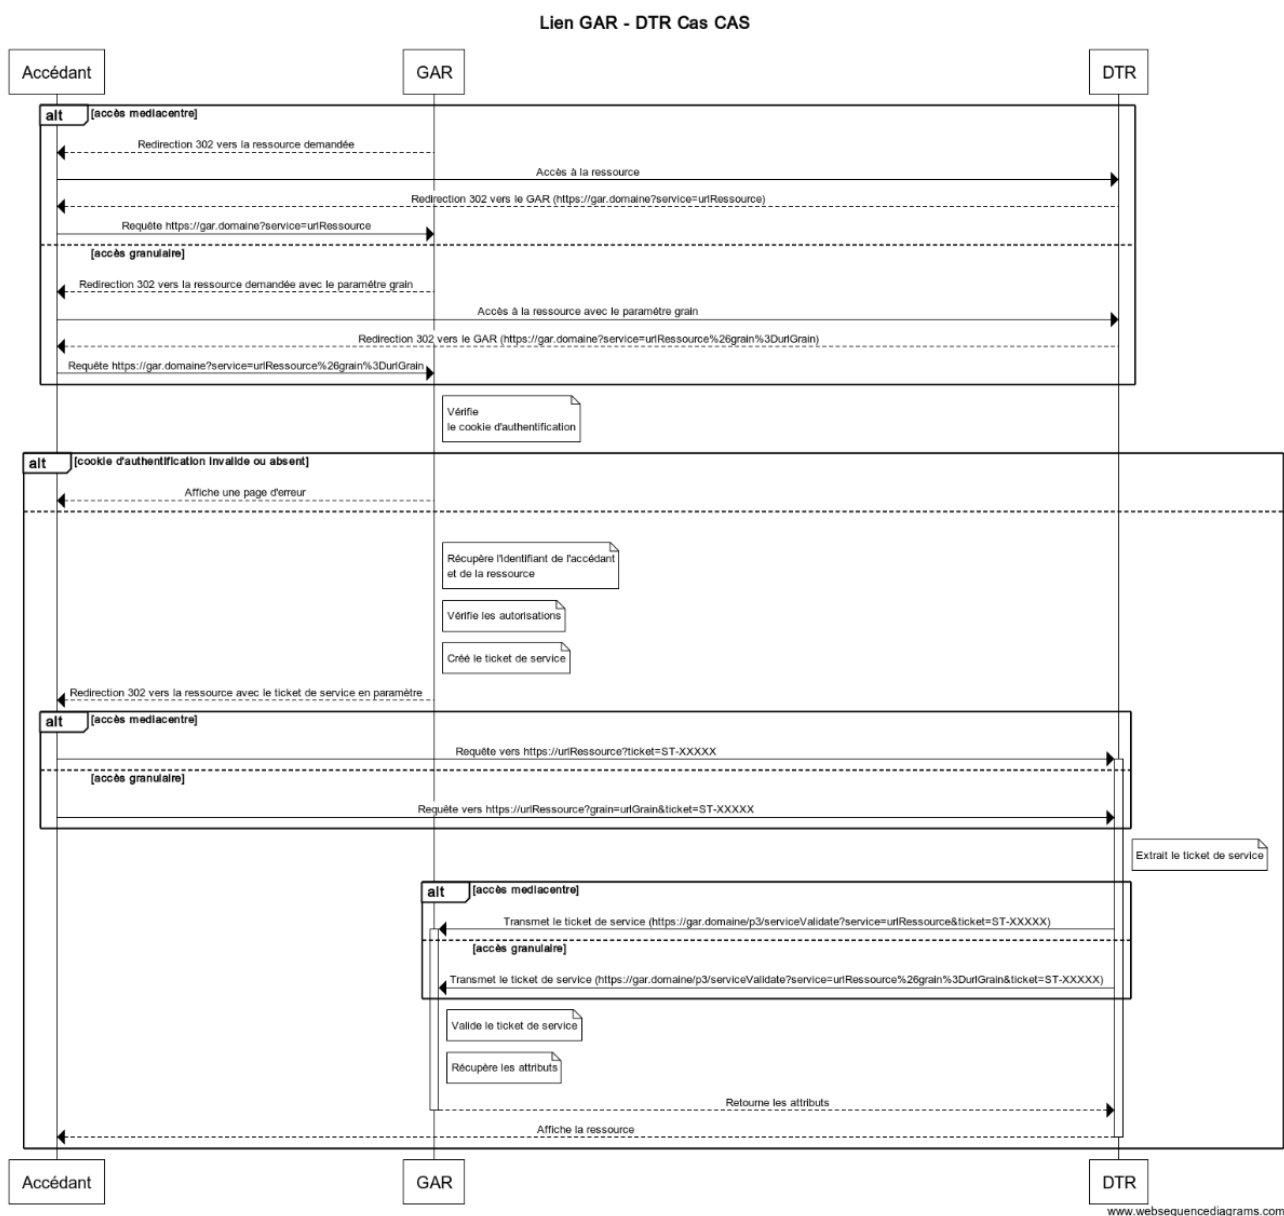 Lien GAR - DTR Cas CAS
Accédant
GAR
DTR
alt
[accès mediacentre]
Redirection 302 vers la ressource demandée
Accès à la ressource
Redirection 302 vers le GAR (https://gar.domaine?service=urlRessource)
Requête https://gar.domaine?service=urlRessource
[accès granulaire]
Redirection 302 vers la ressource demandée avec le paramètre grain
Accès à la ressource avec le paramétre grain
Redirection 302 vers le GAR (https://gar.domaine?service=urlRessource%26grain%3DurlGrain)
Requête https://gar.domaine?service=urlRessource%26grain%3DurlGrain
Vérifie
le cookie d'authentification
alt
[cookie d'authentification invalide ou absent]
Affiche une page d'erreur
Récupère l'identifiant de l'accédant
et de la ressource
Vérifie les autorisations
Créé le ticket de service
Redirection 302 vers la ressource avec le ticket de service en paramètre
alt
[accès mediacentre]
Requête vers https://urlRessource?ticket=ST-XXXXX
[accès granulaire]
Requête vers https://urlRessource?grain=urlGrain&ticket=ST-XXXXX
Extrait le ticket de service
alt
[accès mediacentre]
Transmet le ticket de service (https://gar.domaine/p3/serviceValidate?service=urlRessource&ticket=ST-XXXXX)
[accès granulaire]
Transmet le ticket de service (https://gar.domaine/p3/serviceValidate?service=urlRessource%26grain%3DurlGrain&ticket=ST-XXXXX)
Valide le ticket de service
Récupère les attributs
Retourne les attributs
Affiche la ressource
Accédant
GAR
DTR
www.websequencediagrams.com